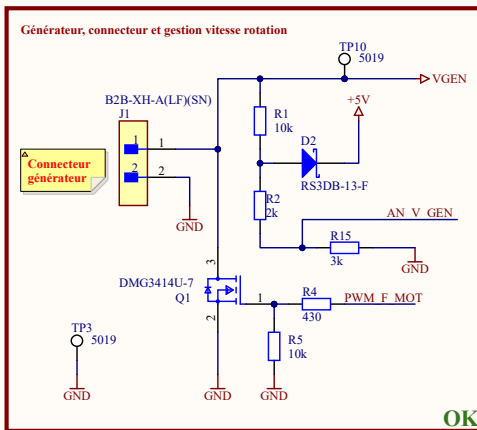 Générateur, connecteur et gestion vitesse rotation
TP10
5019
VGEN
B2B-XH-A(LF)(SN)
J1
+5V
R1
10k
D2
RS3DB-13-F
1
1
2
2
Connecteur
générateur
GND
R2
2k
AN_V_GEN
R15
3k
GND
3
DMG3414U-7
Q1
1
2
R4
430
PWM_F_MOT
R5
10k
TP3
5019
GND
GND
GND
OK